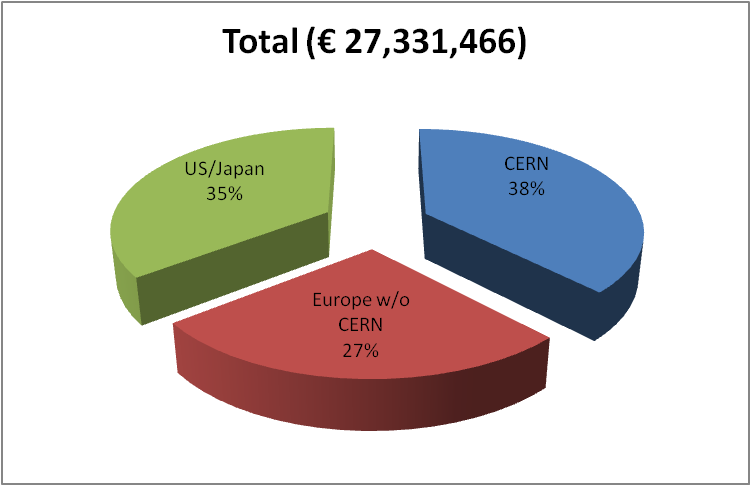 Total (€ 27,331,466)
US/Japan
35%
CERN
38%
Europe w/o
CERN
27%